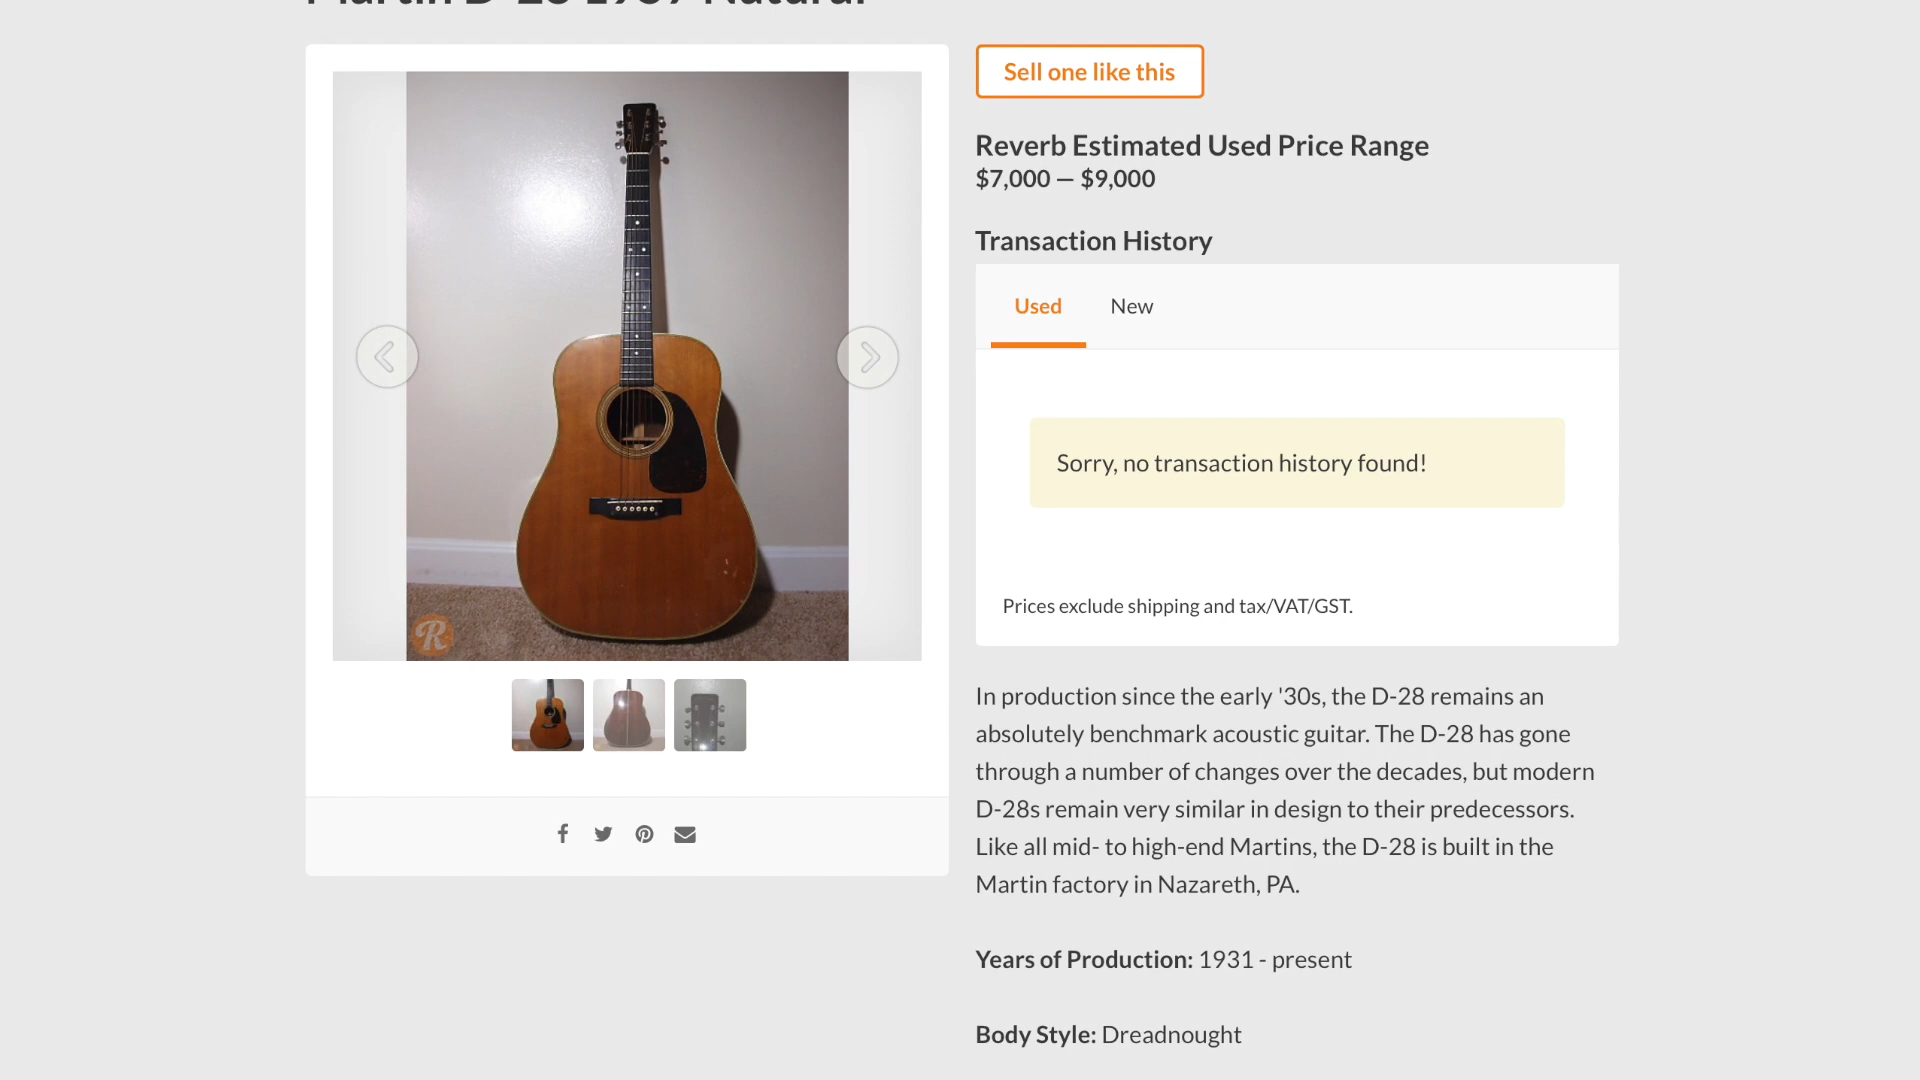 Martin D-28 1967 Natural
Sell one like this
Reverb Estimated Used Price Range
$7,000 — $9,000
Transaction History
Used New
Sorry, no transaction history found!
Prices exclude shipping and tax/VAT/GST.
In production since the early '30s, the D-28 remains an
absolutely benchmark acoustic guitar. The D-28 has gone
through a number of changes over the decades, but modern
D-28s remain very similar in design to their predecessors.
Like all mid- to high-end Martins, the D-28 is built in the
Martin factory in Nazareth, PA.
Years of Production: 1931 - present
Body Style: Dreadnought
R